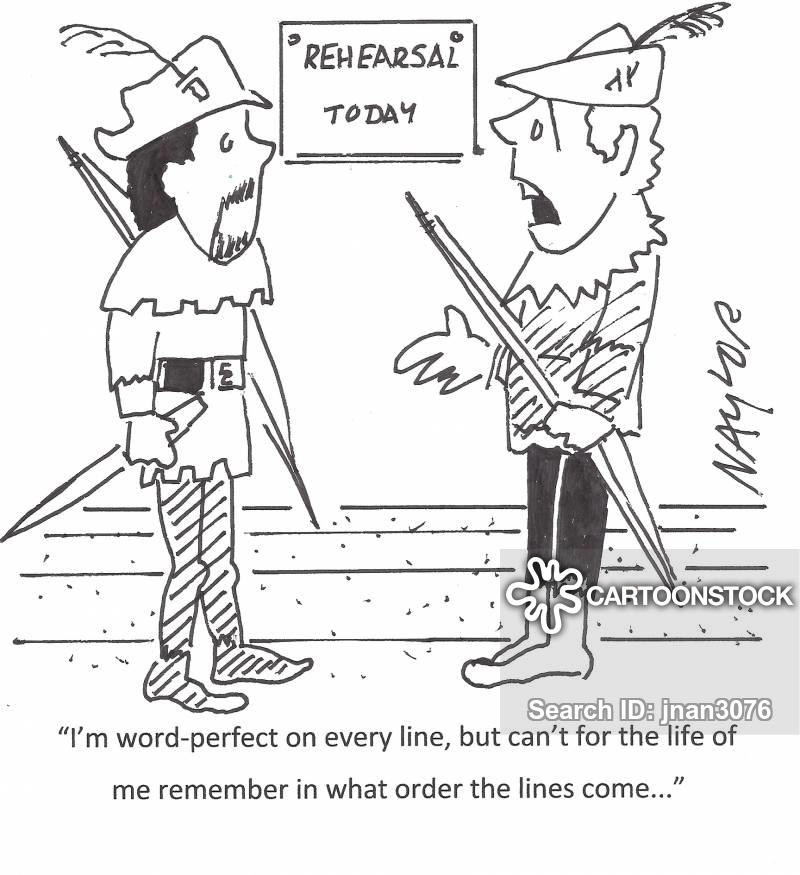 REHEARSAL
TODAY
NAYLOR
CARTOONSTOCK
Search ID: jnan3076
“I’m word-perfect on every line, but can’t for the life of
me remember in what order the lines come...”